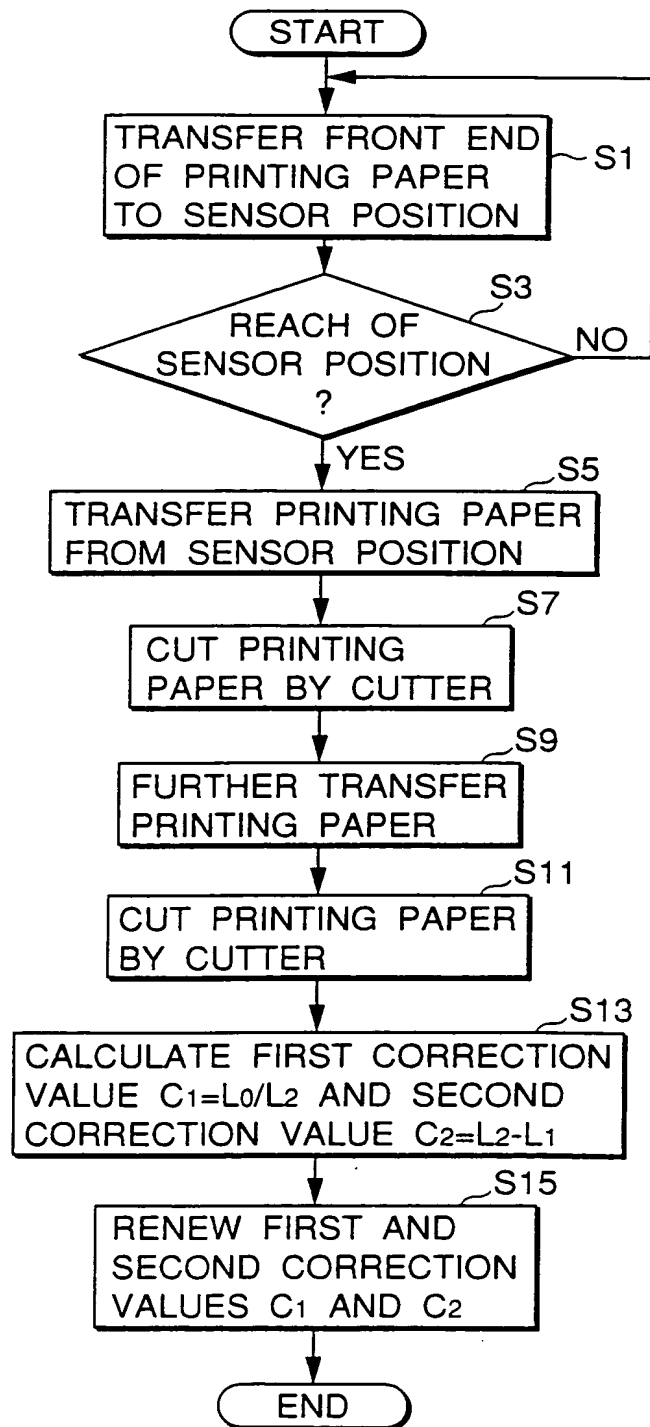 START
TRANSFER FRONT END
OF PRINTING PAPER
TO SENSOR POSITION
S1
S3
REACH OF
SENSOR POSITION
?
NO
YES
S5
TRANSFER PRINTING PAPER
FROM SENSOR POSITION
S7
CUT PRINTING
PAPER BY CUTTER
S9
FURTHER TRANSFER
PRINTING PAPER
S11
CUT PRINTING PAPER
BY CUTTER
S13
CALCULATE FIRST CORRECTION
VALUE C1=L0/L2 AND SECOND
CORRECTION VALUE C2=L2-L1
S15
RENEW FIRST AND
SECOND CORRECTION
VALUES C1 AND C2
END